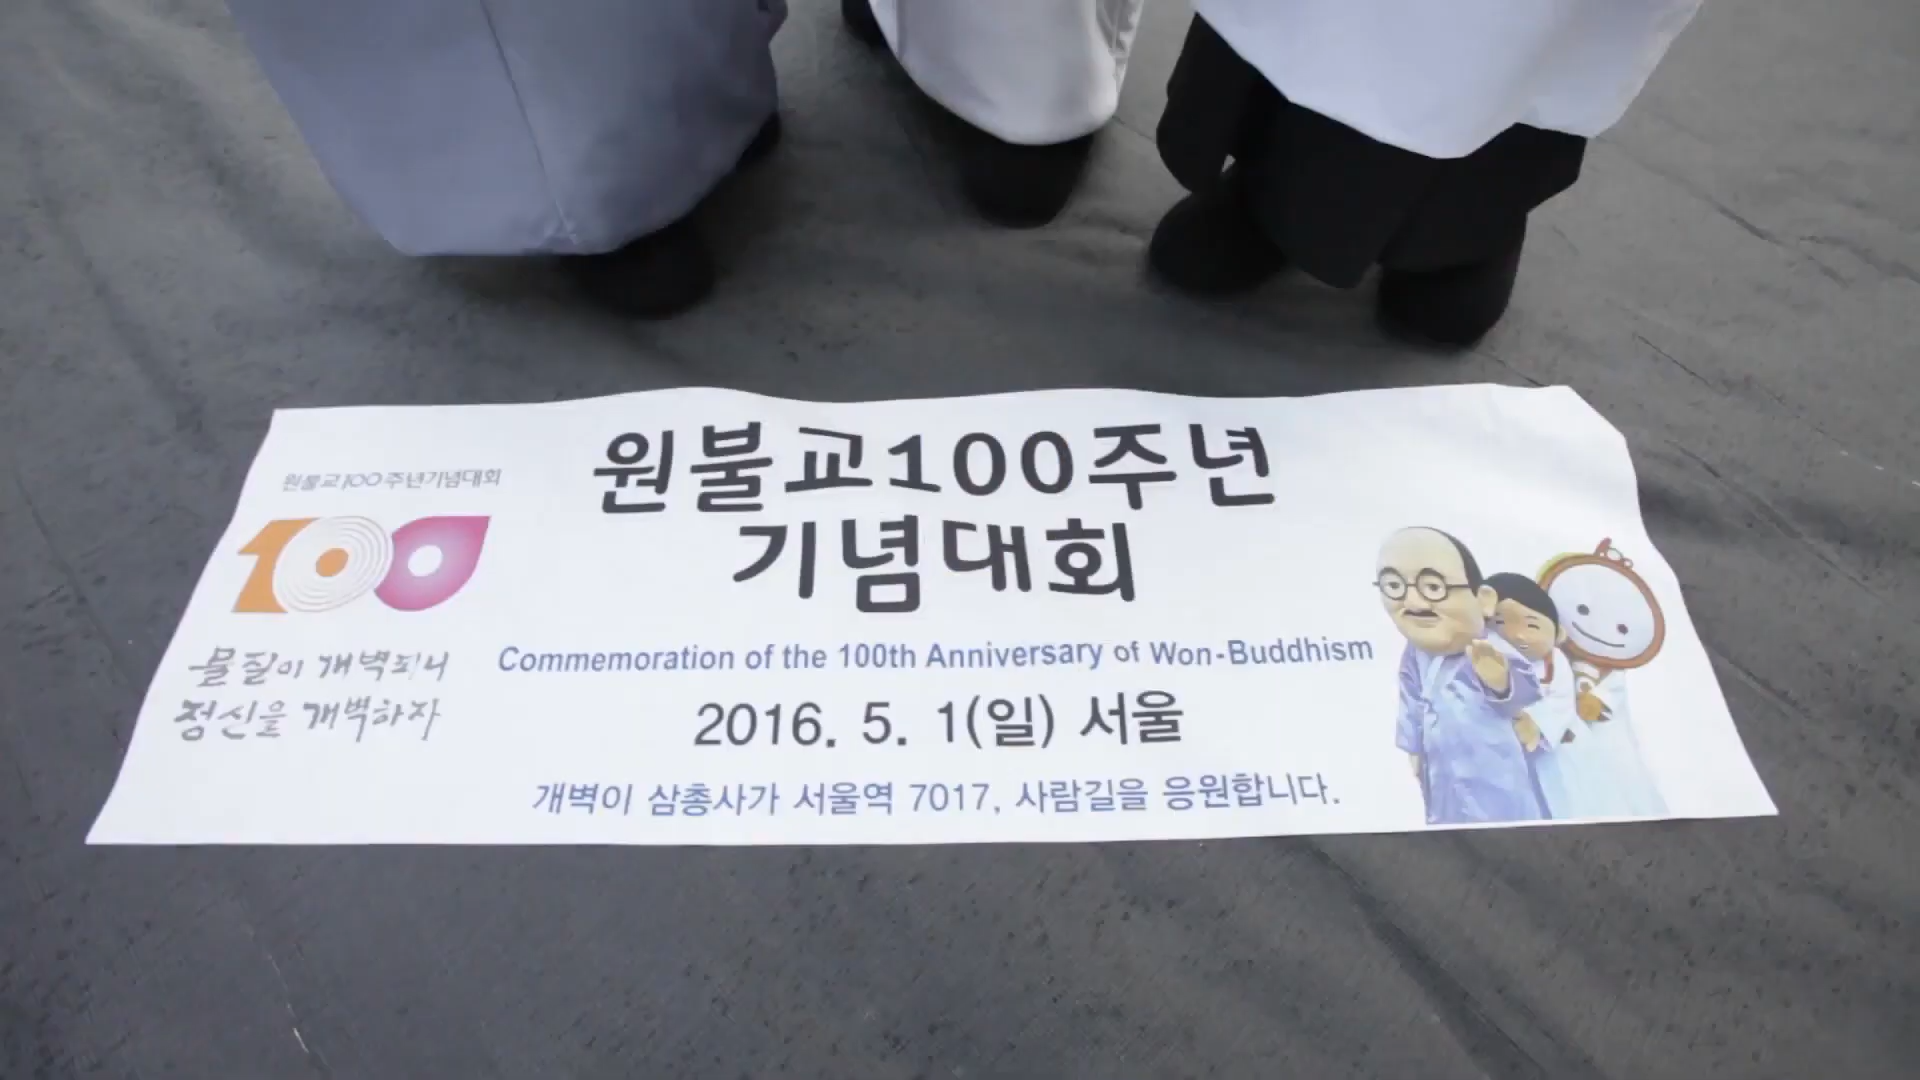 원불교100주년기념대회
100
물질이 개벽되니
정신을 개벽하자
원불교100주년
기념대회
Commemoration of the 100th Anniversary of Won-Buddhism
2016. 5. 1(일) 서울
개벽이 삼총사가 서울역 7017, 사람길을 응원합니다.